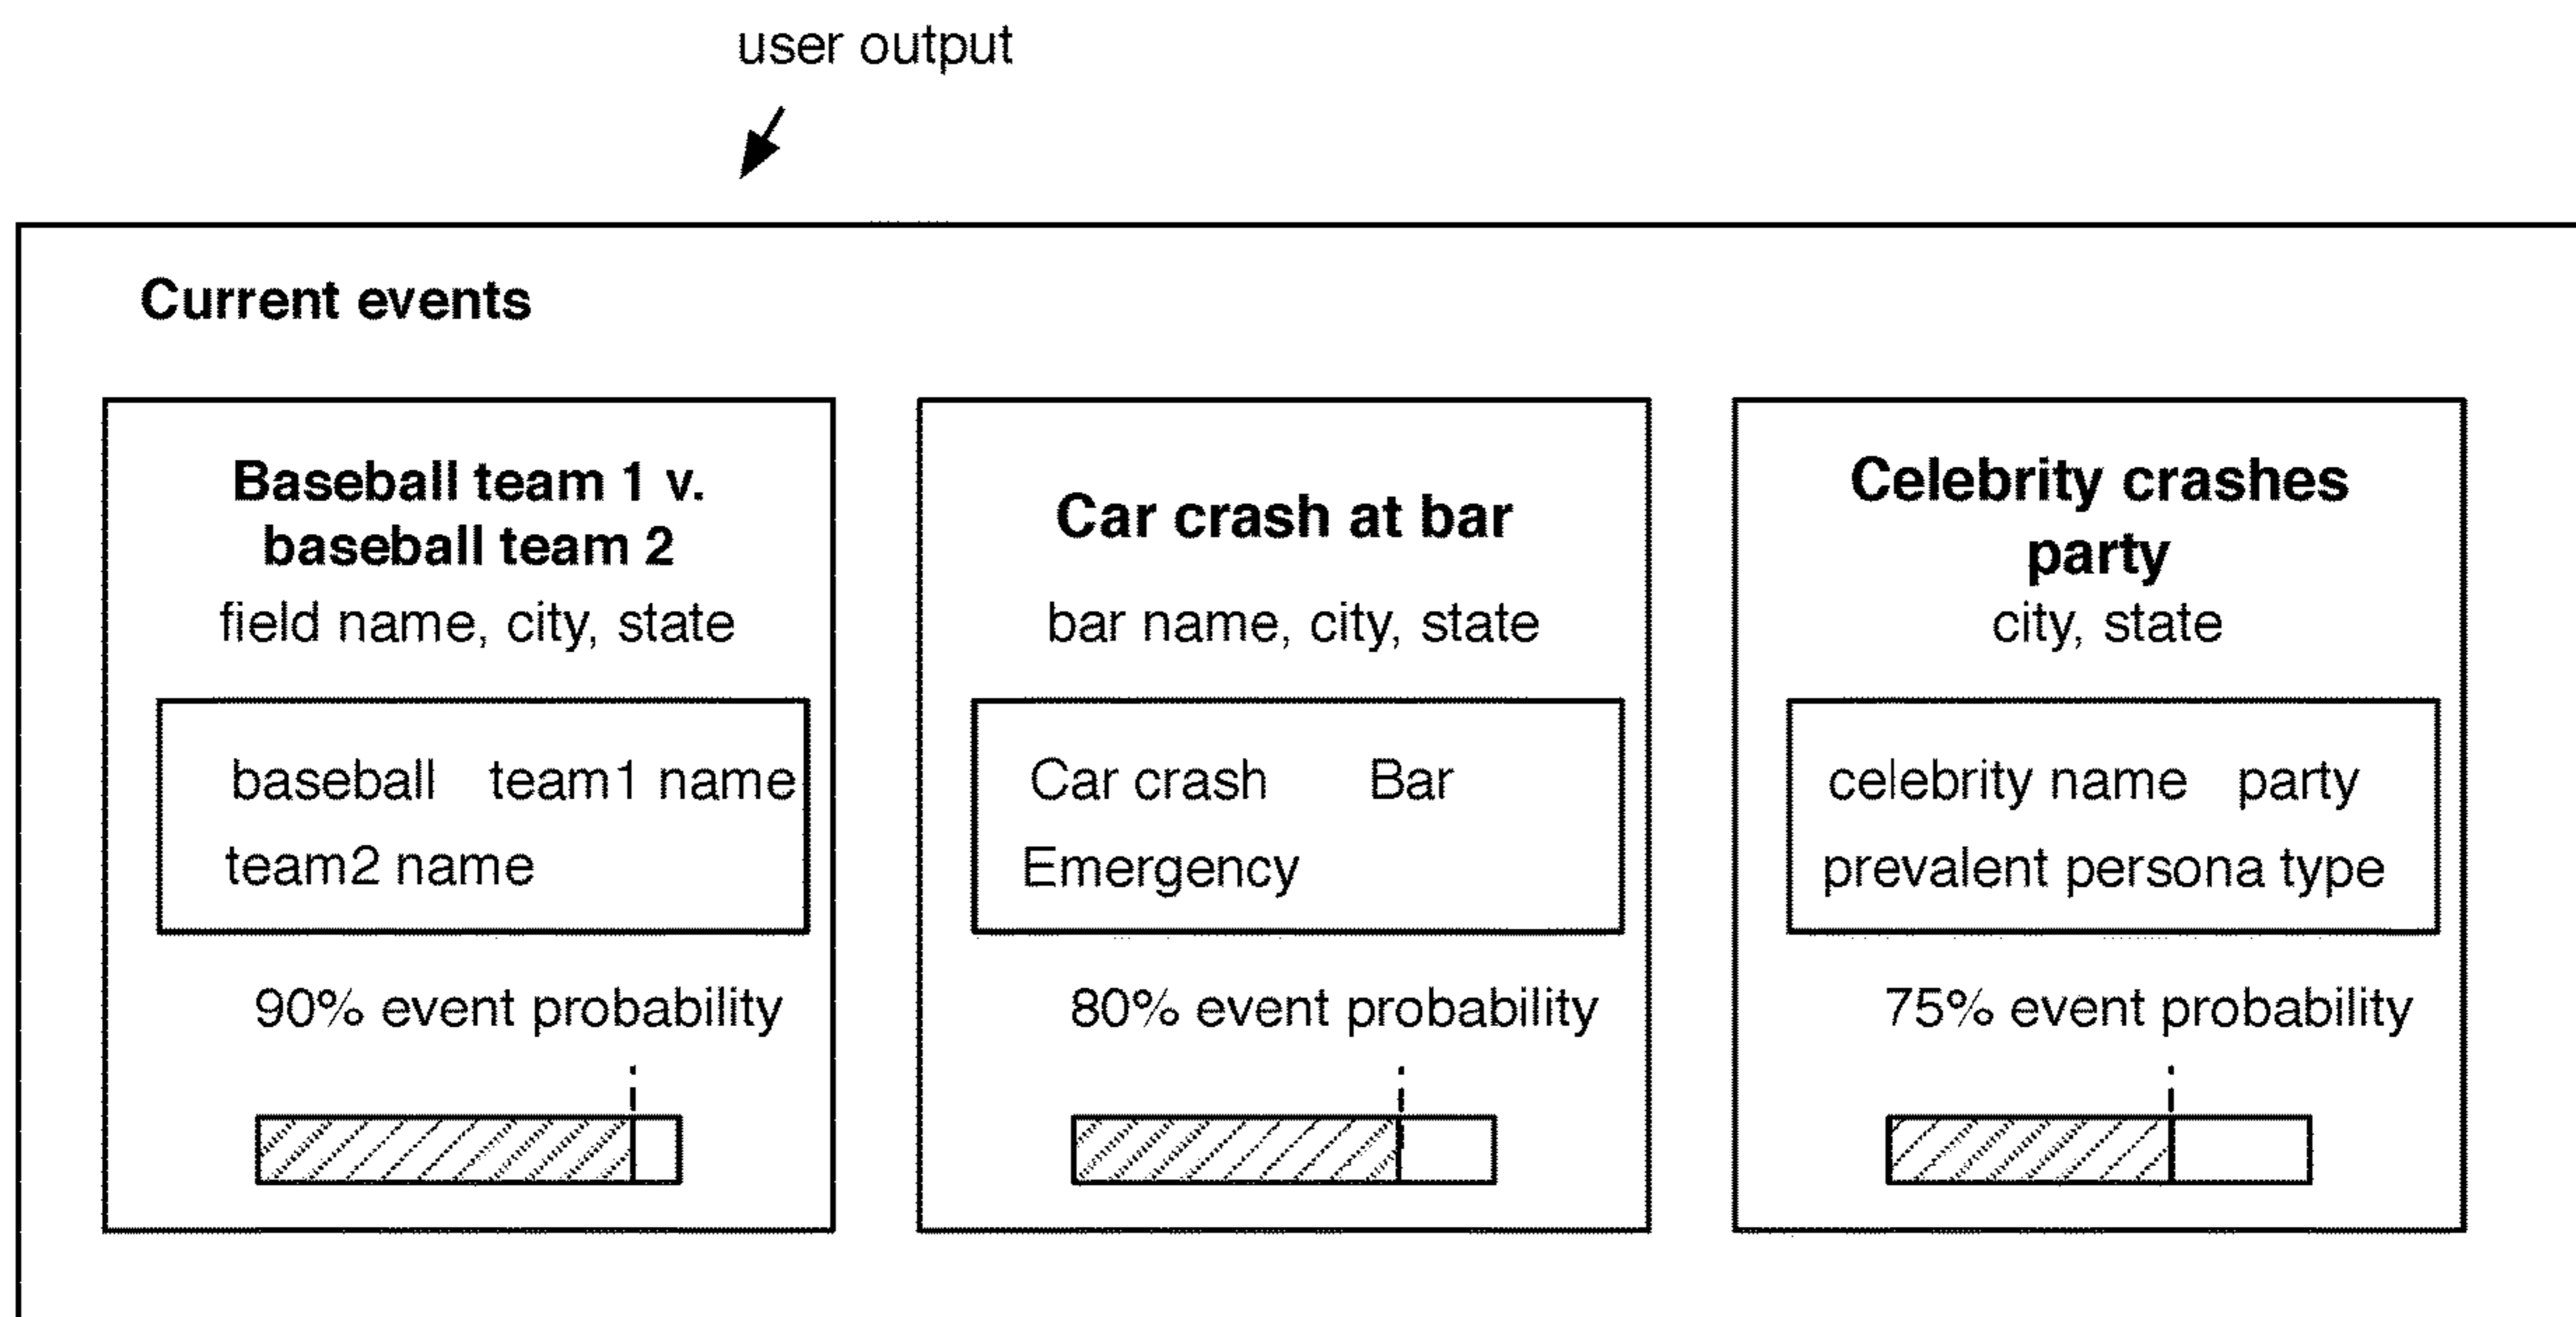 user output
Current events
Baseball team 1 v.
baseball team 2
field name, city, state
baseball team1 name
team2 name
90% event probability
Car crash at bar
bar name, city, state
Car crash Bar
Emergency
80% event probability
Celebrity crashes
party
city, state
celebrity name party
prevalent persona type
75% event probability